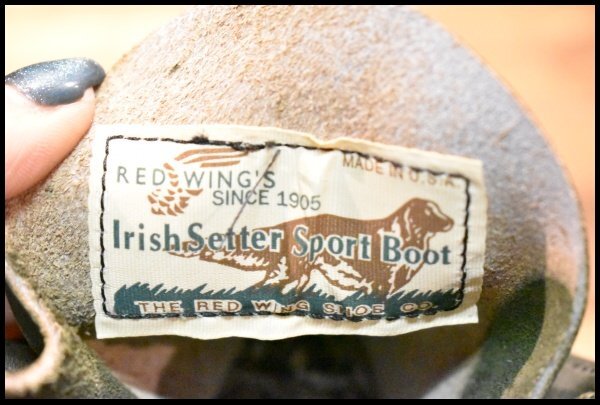 RED WING'S
MADE IN U.S.A.
SINCE 1905
Irish Setter Sport Boot
THE RED WING SHOE CO.